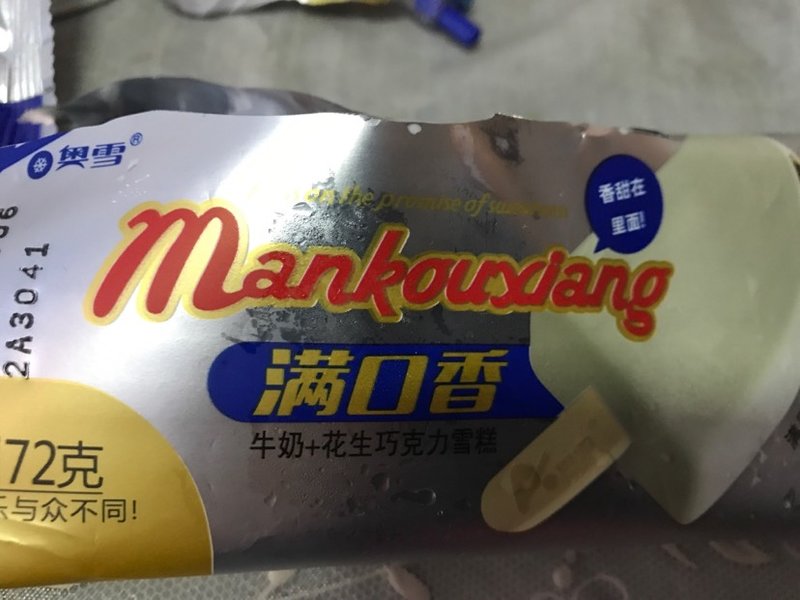 奥雪®
the promise of
香甜在
里面!
Mankouxiang
满口香
牛奶+花生巧克力雪糕
2A3041
72克
与众不同!